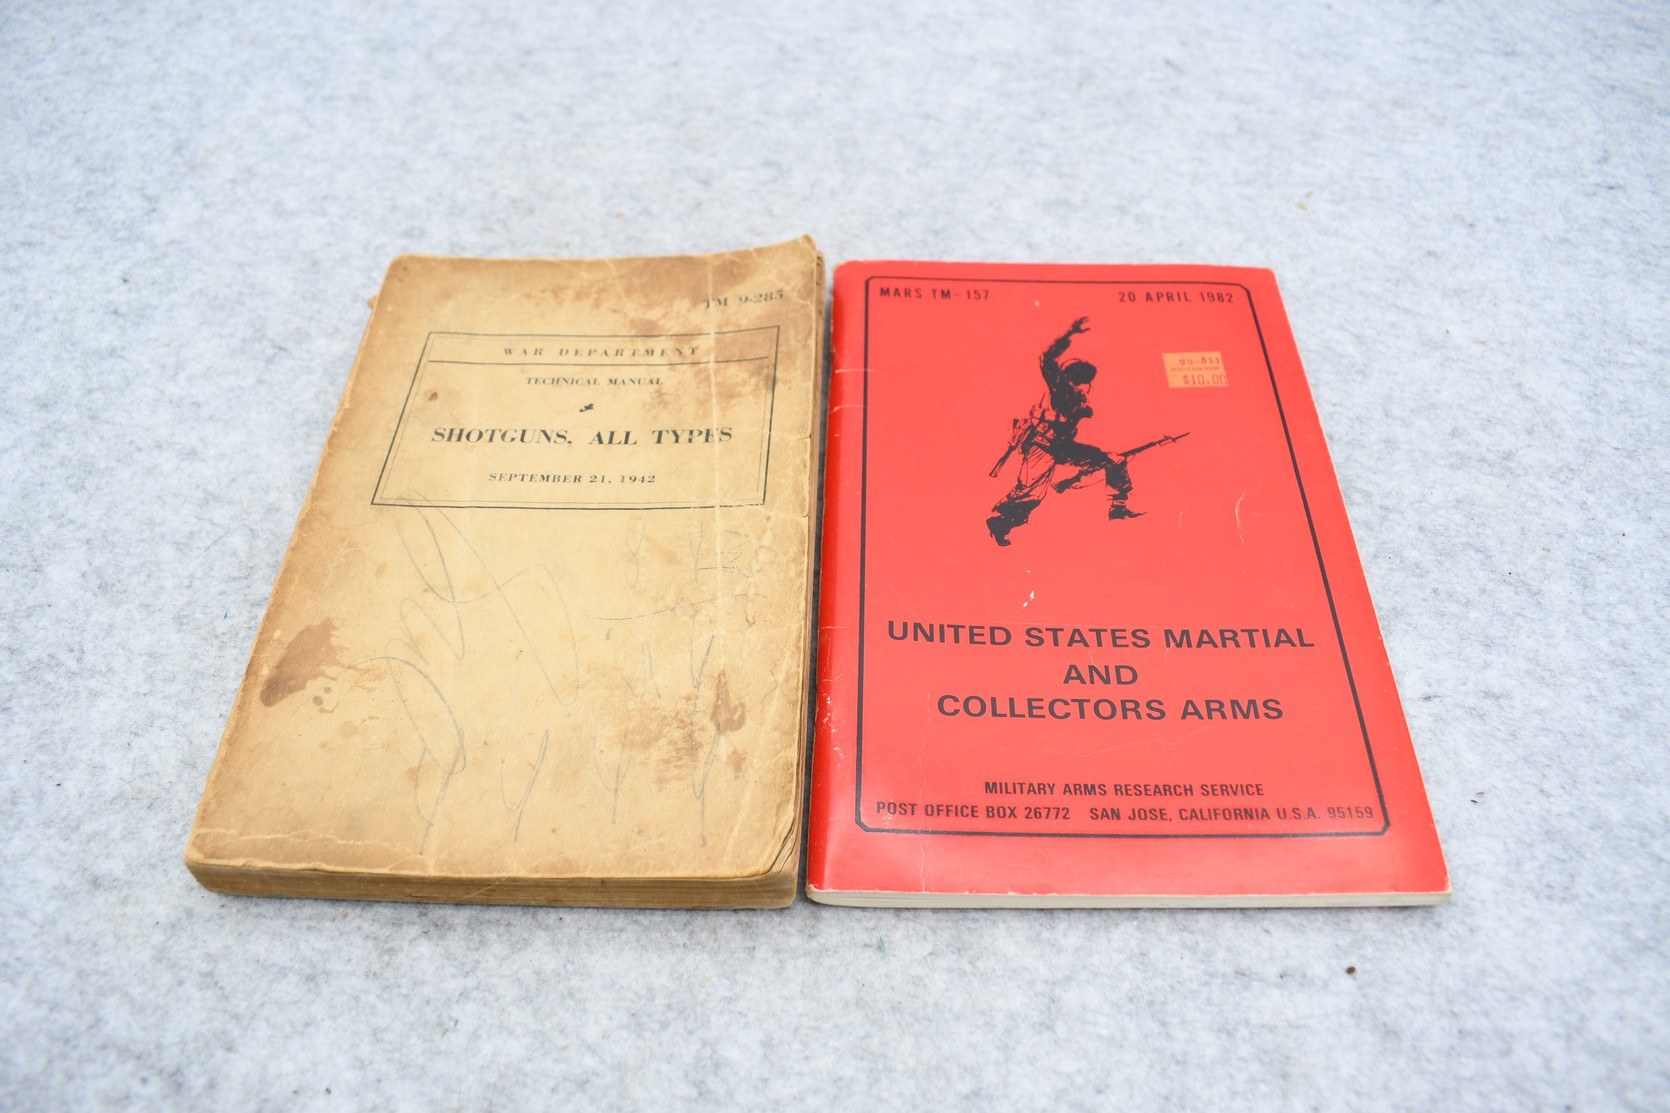 TM 9-285
WAR DEPARTMENT
TECHNICAL MANUAL
SHOTGUNS, ALL TYPES
SEPTEMBER 21, 1942
MARS TM-157
20 APRIL 1982
$10.00
UNITED STATES MARTIAL
AND
COLLECTORS ARMS
MILITARY ARMS RESEARCH SERVICE
POST OFFICE BOX 26772 SAN JOSE, CALIFORNIA U.S.A. 95159